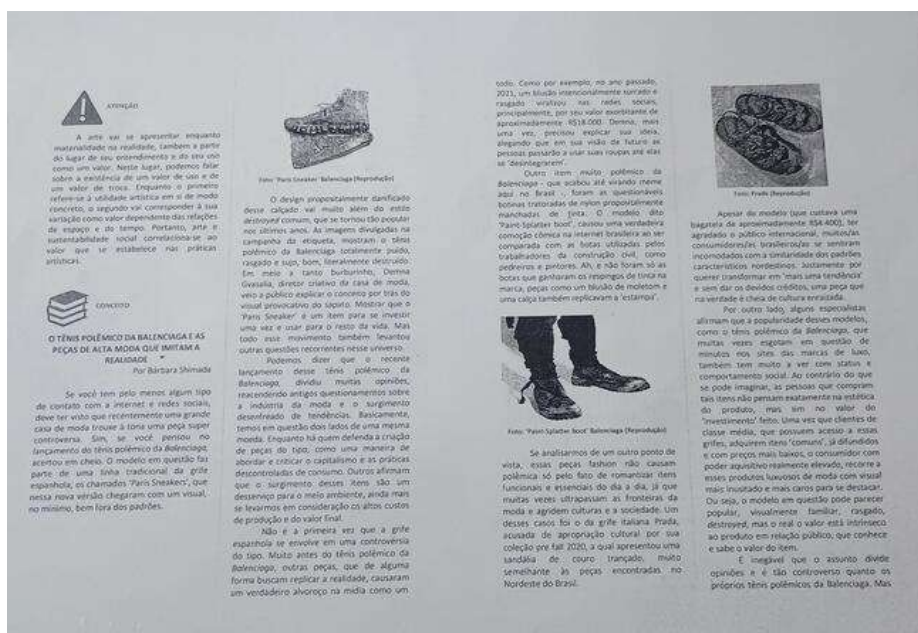 ATENÇÃO
A arte vai se apresentar enquanto
materialidade na realidade, também a parte
do lugar de seu entendimento e do seu uso
como um valor. Neste lugar, podemos falar
sobre a existência de um valor de uso e de
um valor de troca. Enquanto o primeiro
refere-se à utilidade artística em si de modo
concreto, o segundo vai corresponder à sua
variação como valor dependente das relações
de espaço e do tempo. Portanto, arte e
sustentabilidade social correlaciona-se ao
valor que se estabelece nas práticas
artísticas.
CONCEITO
O TÊNIS POLÊMICO DA BALENCIAGA E AS
PEÇAS DE ALTA MODA QUE IMITAM A
REALIDADE
Por Bárbara Shimada
Se você tem pelo menos algum tipo
de contato com a internet e redes sociais,
deve ter visto que recentemente uma grande
casa de moda trouxe à tona uma peça super
controversa. Sim, se você pensou no
lançamento do tênis polêmico da Balenciaga,
acertou em cheio. O modelo em questão faz
parte de uma linha tradicional da grife
espanhola, os chamados 'Paris Sneakers', que
nessa nova versão chegaram com um visual,
no mínimo, bem fora dos padrões.
Foto: 'Paris Sneaker' Balenciaga (Reprodução)
O design propositalmente danificado
desse calçado vai muito além do estilo
destroyed comum, que se tornou tão popular
nos últimos anos. As imagens divulgadas na
campanha da etiqueta, mostram o tênis
polêmico da Balenciaga totalmente puído,
rasgado e sujo, bom, literalmente destruído.
Em meio a tanto burburinho, Demna
Gvasalia, diretor criativo da casa de moda,
veio a público explicar o conceito por trás do
visual provocativo do sapato. Mostrar que o
'Paris Sneaker' é um item para se investir
uma vez e usar para o resto da vida. Mas
todo esse movimento também levantou
outras questões recorrentes nesse universo.
Podemos dizer que o recente
lançamento desse tênis polêmico da
Balenciaga, dividiu muitas opiniões,
reacendendo antigos questionamentos sobre
a indústria da moda e o surgimento
desenfreado de tendências. Basicamente,
temos em questão dois lados de uma mesma
moeda. Enquanto há quem defenda a criação
de peças do tipo, como uma maneira de
abordar e criticar o capitalismo e as práticas
descontroladas de consumo. Outros afirmam
que o surgimento desses itens são um
desserviço para o meio ambiente, ainda mais
se levarmos em consideração os altos custos
de produção e do valor final.
Não é a primeira vez que a grife
espanhola se envolve em uma controvérsia
do tipo. Muito antes do tênis polêmico da
Balenciaga, outras peças, que de alguma
forma buscam replicar a realidade, causaram
um verdadeiro alvoroço na mídia como um
todo. Como por exemplo, no ano passado,
2021, um blusão intencionalmente surrado e
rasgado viralizou nas redes sociais,
principalmente, por seu valor exorbitante de
aproximadamente R$18.000. Demna, mais
uma vez, precisou explicar sua ideia,
alegando que em sua visão de futuro as
pessoas passarão a usar suas roupas até elas
se 'desintegrarem'.
Outro item muito polêmico da
Balenciaga - que acabou até virando meme
aqui no Brasil -, foram as questionáveis
botinas tratoradas de nylon propositalmente
manchadas de tinta. O modelo dito
'Paint Splatter boot', causou uma verdadeira
comoção cômica na internet brasileira ao ser
comparada com as botas utilizadas pelos
trabalhadores da construção civil, como
pedreiros e pintores. Ah, e não foram só as
botas que ganharam os respingos de tinta na
marca, peças como um blusão de moletom e
uma calça também replicavam a 'estampa'.
Foto: 'Paint Splatter boot' Balenciaga (Reprodução)
Se analisarmos de um outro ponto de
vista, essas peças fashion não causam
polêmica só pelo fato de romantizar itens
funcionais e essenciais do dia a dia, já que
muitas vezes ultrapassam as fronteiras da
moda e agridem culturas e a sociedade. Um
desses casos foi o da grife italiana Prada,
acusada de apropriação cultural por sua
coleção pre fall 2020, a qual apresentou uma
sandália de couro trançado, muito
semelhante às peças encontradas no
Nordeste do Brasil.
Foto: Prada (Reprodução)
Apesar do modelo (que custava uma
bagatela de aproximadamente R$4.400), ter
agradado o público internacional, muitos/as
consumidores/as brasileiros/as se sentiram
incomodados com a similaridade dos padrões
característicos nordestinos. Justamente por
querer transformar em 'mais uma tendência'
e sem dar os devidos créditos, uma peça que
na verdade é cheia de cultura enraizada.
Por outro lado, alguns especialistas
afirmam que a popularidade desses modelos,
como o tênis polêmico da Balenciaga, que
muitas vezes esgotam em questão de
minutos nos sites das marcas de luxo,
também tem muito a ver com status e
comportamento social. Ao contrário do que
se pode imaginar, as pessoas que compram
tais itens não pensam exatamente na estética
do produto, mas sim no valor do
'investimento' feito. Uma vez que clientes de
classe média, que possuem acesso a essas
grifes, adquirem itens 'comuns', já difundidos
e com preços mais baixos, o consumidor com
poder aquisitivo realmente elevado, recorre a
esses produtos luxuosos de moda com visual
mais inusitado e mais caros para se destacar.
Ou seja, o modelo em questão pode parecer
popular, visualmente familiar, rasgado,
destroyed, mas o real o valor está intrínseco
ao produto em relação público, que conhece
e sabe o valor do item.
É inegável que o assunto divide
opiniões e é tão controverso quanto os
próprios tênis polêmicos da Balenciaga. Mas